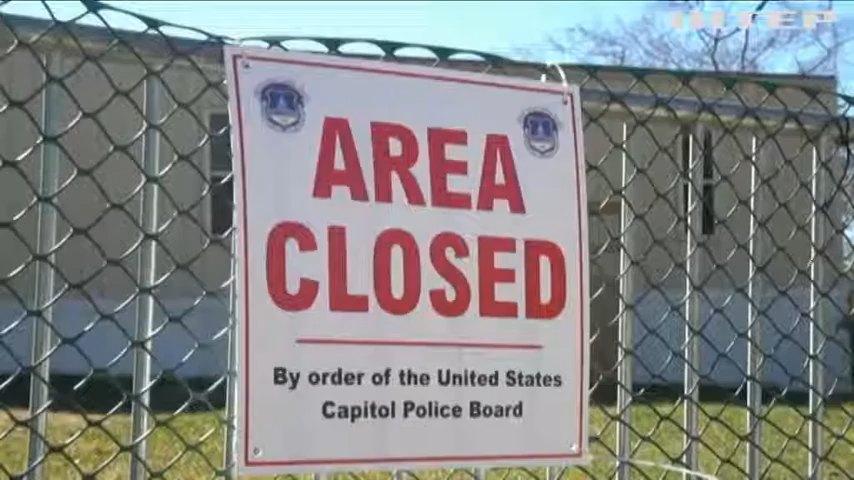 ІНТЕР
AREA
CLOSED
By order of the United States
Capitol Police Board